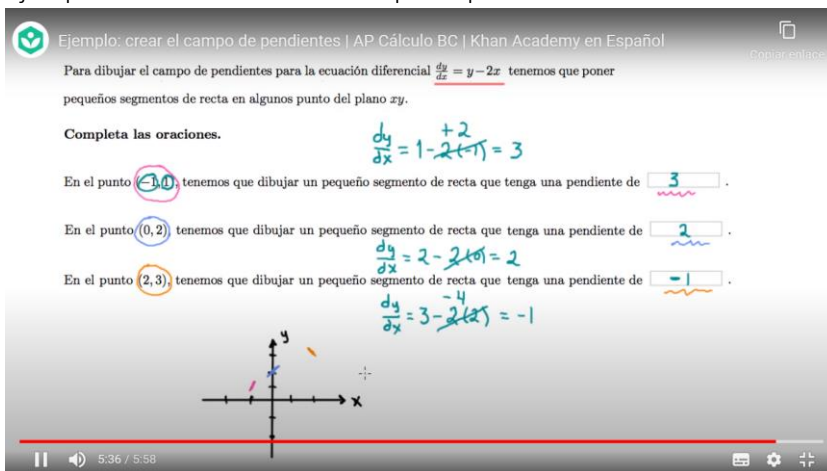 Ejemplo: crear el campo de pendientes | AP Cálculo BC | Khan Academy en Español
Copiar enlace
Para dibujar el campo de pendientes para la ecuación diferencial dy/dx = y−2x tenemos que poner
pequeños segmentos de recta en algunos punto del plano xy.
Completa las oraciones.
+2
dy/dx = 1 - 2(-1) = 3
En el punto (−1,1), tenemos que dibujar un pequeño segmento de recta que tenga una pendiente de 3 .
En el punto (0, 2), tenemos que dibujar un pequeño segmento de recta que tenga una pendiente de 2 .
dy/dx = 2 - 2(0) = 2
En el punto (2, 3), tenemos que dibujar un pequeño segmento de recta que tenga una pendiente de -1 .
-4
dy/dx = 3 - 2(2) = -1
y
x
5:36 / 5:58